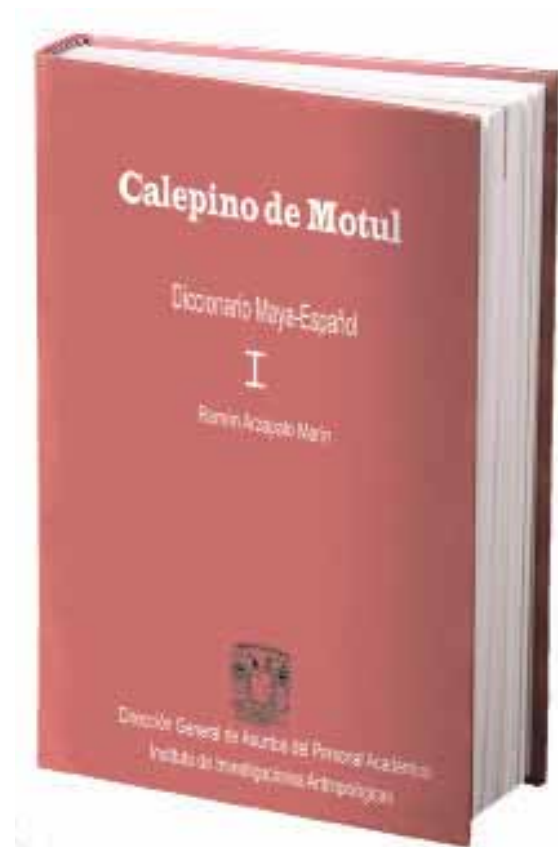 Calepino de Motul
Diccionario Maya-Español
I
Ramón Arzápalo Marín
Dirección General de Asuntos del Personal Académico
Instituto de Investigaciones Antropológicas